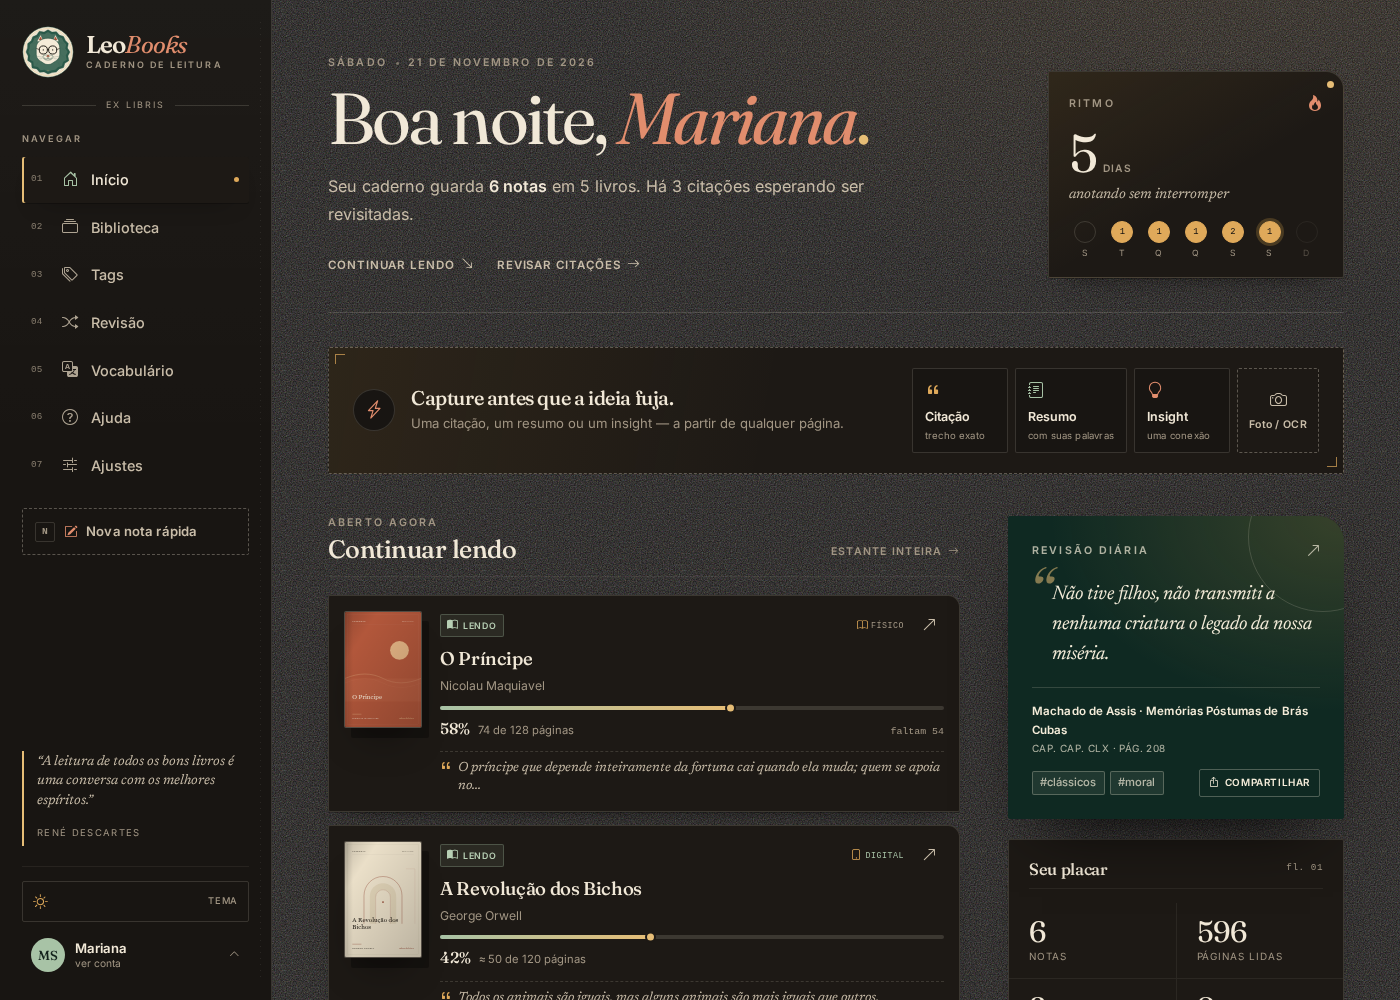 LeoBooks
CADERNO DE LEITURA
EX LIBRIS
NAVEGAR
01 Início
02 Biblioteca
03 Tags
04 Revisão
05 Vocabulário
06 Ajuda
07 Ajustes
N Nova nota rápida
“A leitura de todos os bons livros é
uma conversa com os melhores
espíritos.”
RENÉ DESCARTES
TEMA
MS Mariana
ver conta
SÁBADO • 21 DE NOVEMBRO DE 2026
Boa noite, Mariana.
Seu caderno guarda 6 notas em 5 livros. Há 3 citações esperando ser
revisitadas.
CONTINUAR LENDO ↘ REVISAR CITAÇÕES →
RITMO
5 DIAS
anotando sem interromper
1 1 1 2 1
S T Q Q S S D
Capture antes que a ideia fuja.
Uma citação, um resumo ou um insight — a partir de qualquer página.
Citação
trecho exato
Resumo
com suas palavras
Insight
uma conexão
Foto / OCR
ABERTO AGORA
Continuar lendo
ESTANTE INTEIRA →
LENDO
FÍSICO
O Príncipe
O Príncipe
Nicolau Maquiavel
58% 74 de 128 páginas
faltam 54
“ O príncipe que depende inteiramente da fortuna cai quando ela muda; quem se apoia
no...
LENDO
DIGITAL
A Revolução dos
Bichos
A Revolução dos Bichos
George Orwell
42% ≈ 50 de 120 páginas
“ Todos os animais são iguais, mas alguns animais são mais iguais que outros.
REVISÃO DIÁRIA
“ Não tive filhos, não transmiti a
nenhuma criatura o legado da nossa
miséria.
Machado de Assis · Memórias Póstumas de Brás
Cubas
CAP. CAP. CLX · PÁG. 208
#clássicos #moral
COMPARTILHAR
Seu placar
fl. 01
6
NOTAS
596
PÁGINAS LIDAS